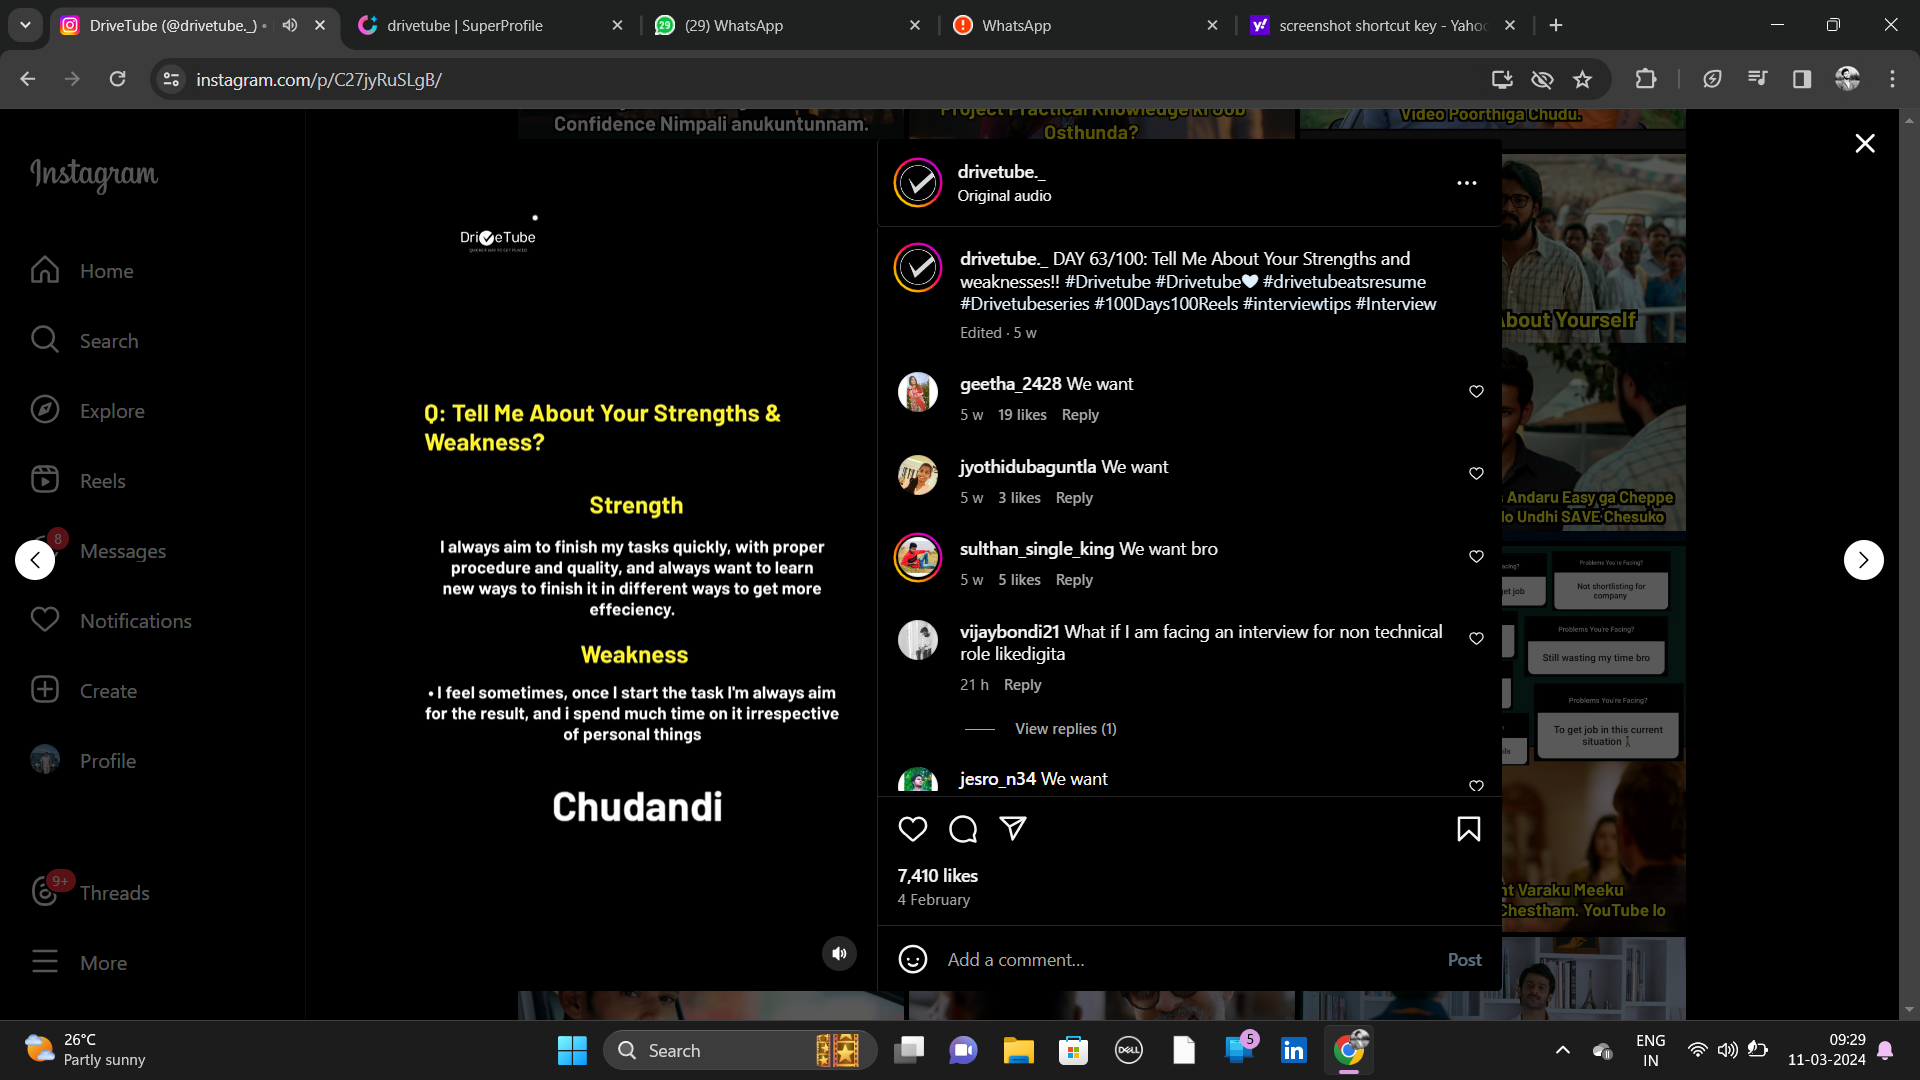 DriveTube (@drivetube._) •
drivetube | SuperProfile
29
(29) WhatsApp
WhatsApp
screenshot shortcut key - Yahoo
instagram.com/p/C27jyRuSLgB/
Instagram
Home
Search
Explore
Reels
8
Messages
Notifications
Create
Profile
9+
Threads
More
Confidence Nimpali anukuntunnam.
Project Practical Knowledge ki Job
Osthunda?
Video Poorthiga Chudu.
DriveTube
Q: Tell Me About Your Strengths &
Weakness?
Strength
I always aim to finish my tasks quickly, with proper
procedure and quality, and always want to learn
new ways to finish it in different ways to get more
effeciency.
Weakness
• I feel sometimes, once I start the task I'm always aim
for the result, and i spend much time on it irrespective
of personal things
Chudandi
drivetube._
Original audio
drivetube._ DAY 63/100: Tell Me About Your Strengths and
weaknesses!! #Drivetube #Drivetube🤍 #drivetubeatsresume
#Drivetubeseries #100Days100Reels #interviewtips #Interview
Edited · 5 w
geetha_2428 We want
5 w 19 likes Reply
jyothidubaguntla We want
5 w 3 likes Reply
sulthan_single_king We want bro
5 w 5 likes Reply
vijaybondi21 What if I am facing an interview for non technical
role likedigita
21 h Reply
View replies (1)
jesro_n34 We want
7,410 likes
4 February
Add a comment...
Post
About Yourself
Andaru Easy ga Cheppe
lo Undhi SAVE Chesuko
Not shortlisting for
company
Problems You're Facing?
Still wasting my time bro
Problems You're Facing?
To get job in this current
situation
nt Varaku Meeku
Chestham. YouTube lo
26°C
Partly sunny
Search
DELL
5
in
ENG
IN
09:29
11-03-2024